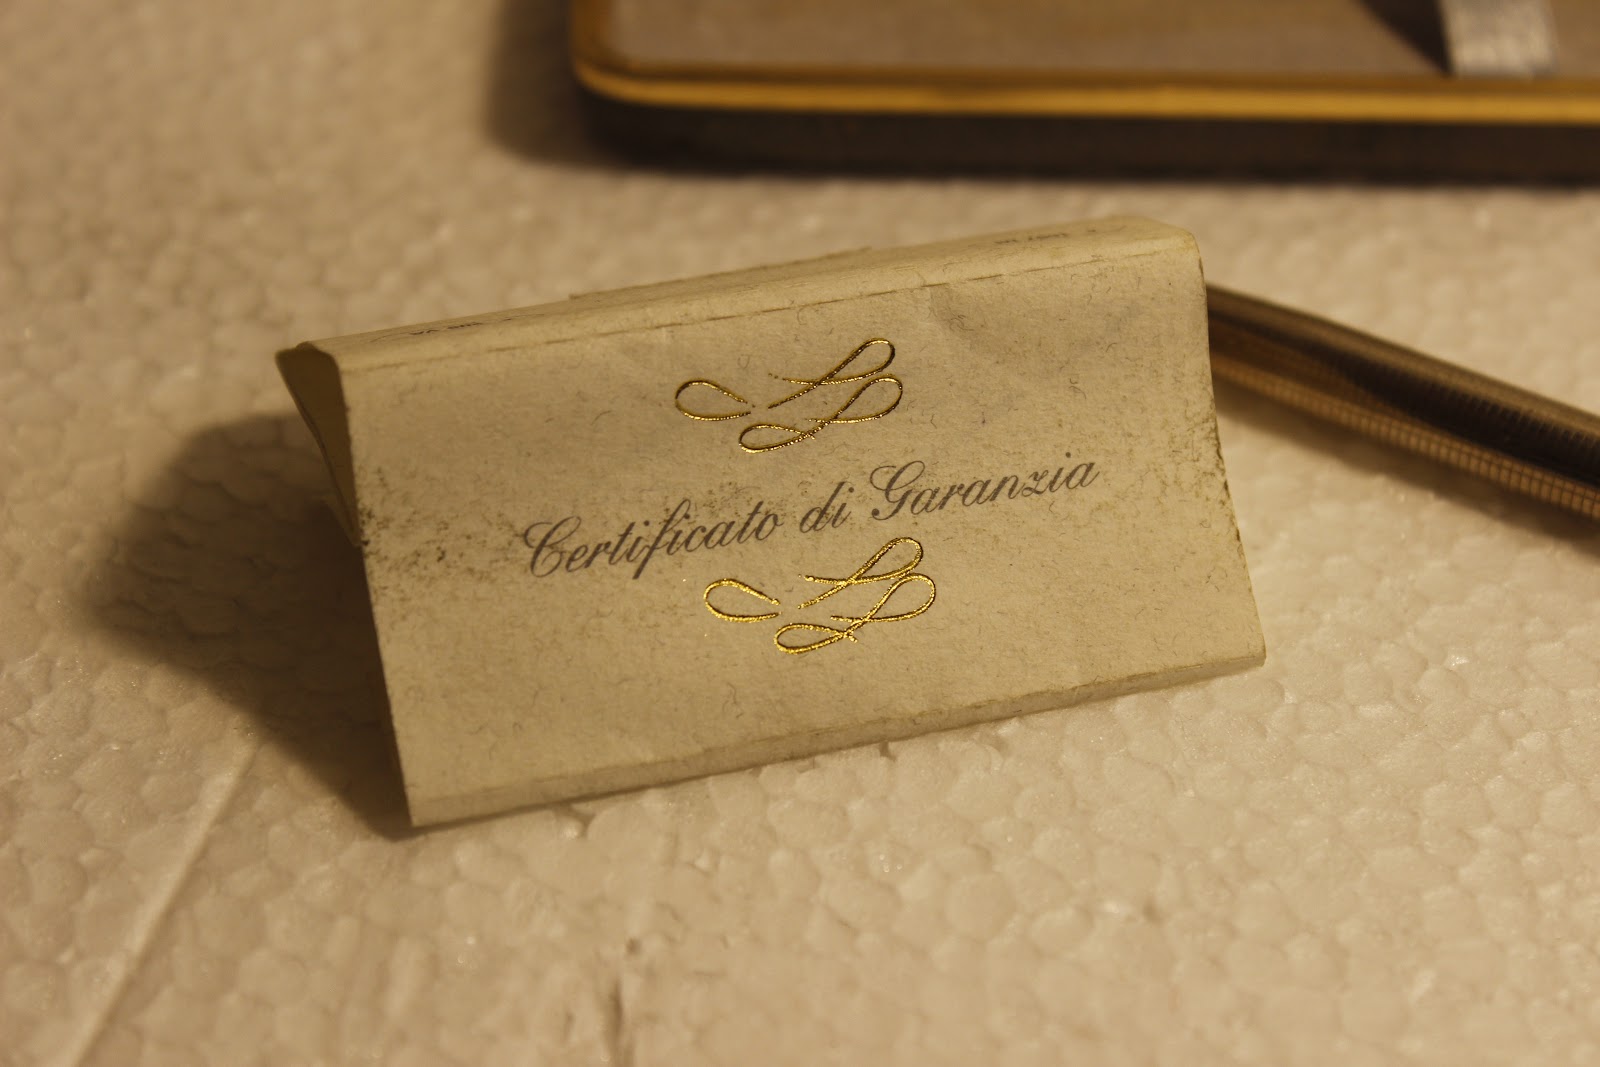 Certificato di Garanzia